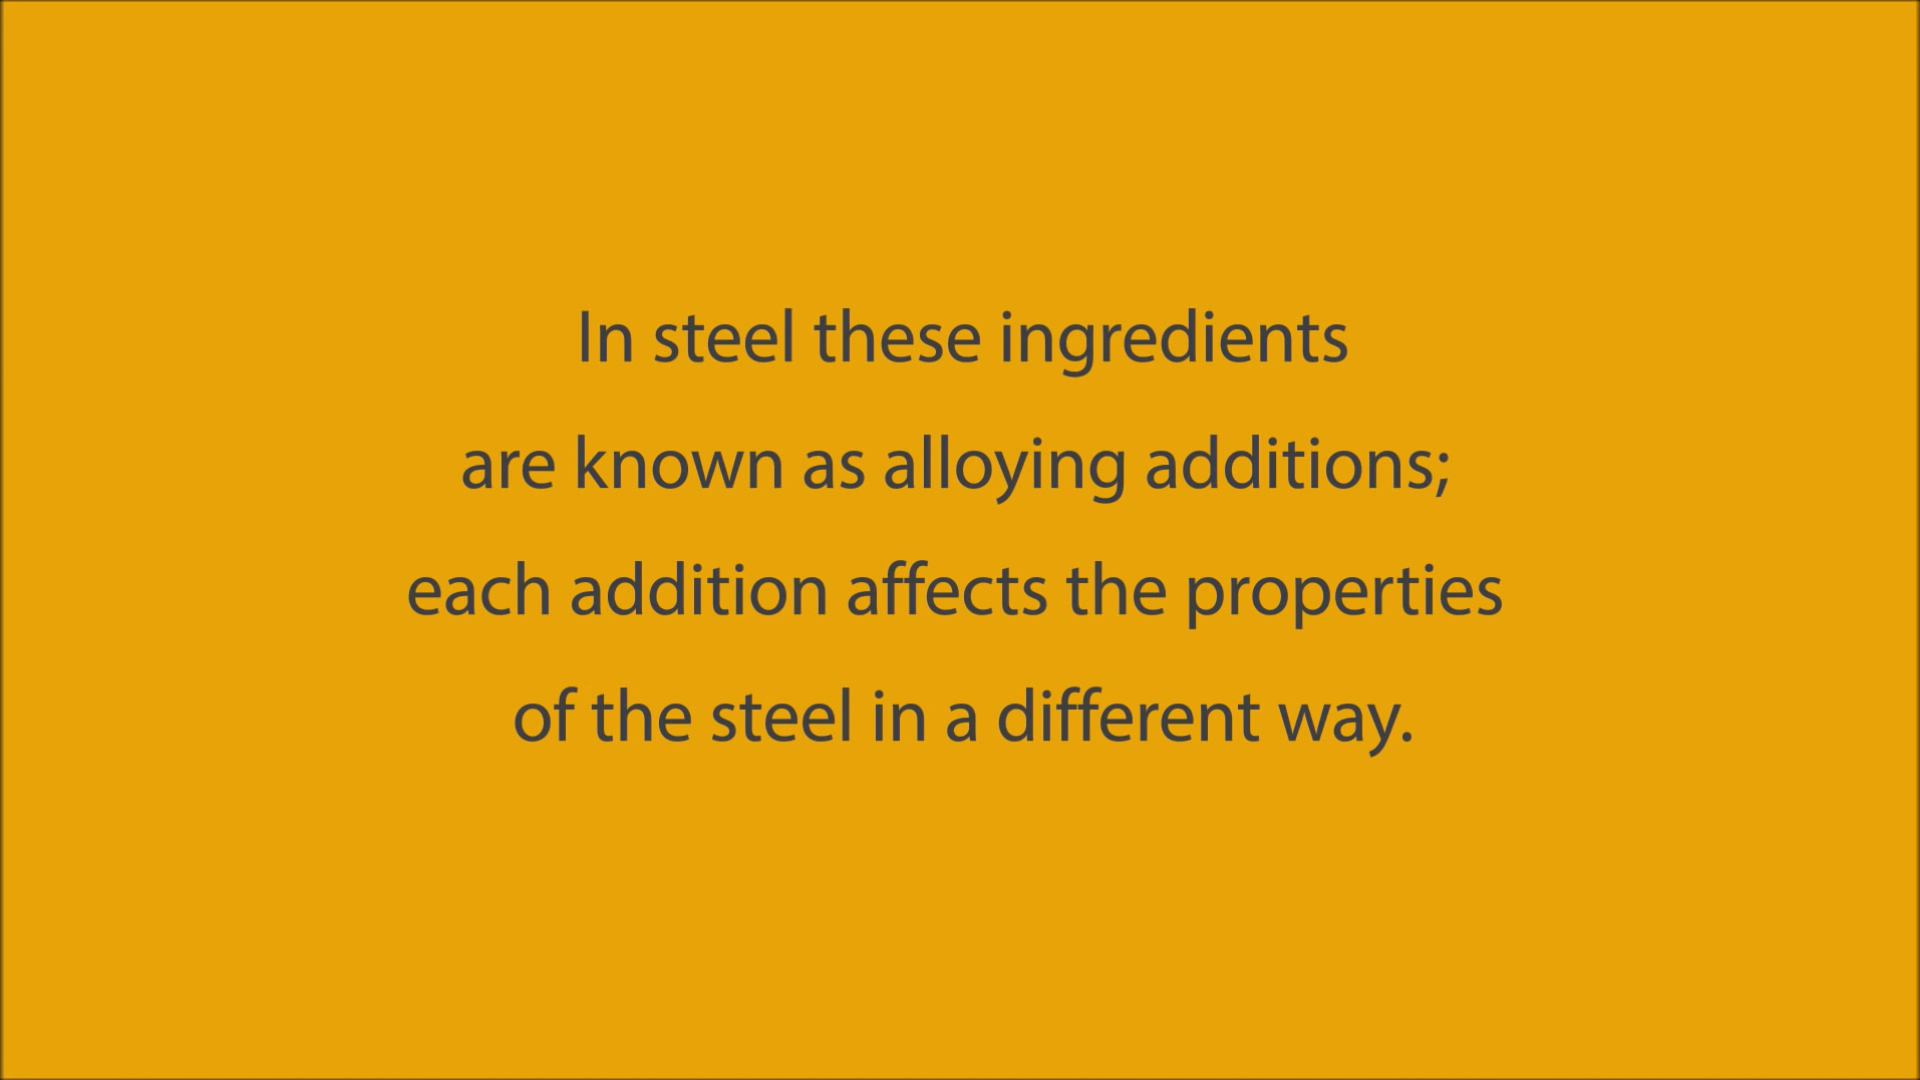 In steel these ingredients
are known as alloying additions;
each addition affects the properties
of the steel in a different way.